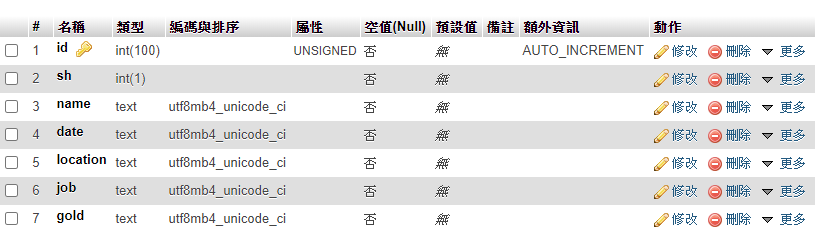 # 名稱 類型 編碼與排序 屬性 空值(Null) 預設值 備註 額外資訊 動作
1 id int(100) UNSIGNED 否 無 AUTO_INCREMENT 修改 刪除 更多
2 sh int(1) 否 無 修改 刪除 更多
3 name text utf8mb4_unicode_ci 否 無 修改 刪除 更多
4 date text utf8mb4_unicode_ci 否 無 修改 刪除 更多
5 location text utf8mb4_unicode_ci 否 無 修改 刪除 更多
6 job text utf8mb4_unicode_ci 否 無 修改 刪除 更多
7 gold text utf8mb4_unicode_ci 否 無 修改 刪除 更多